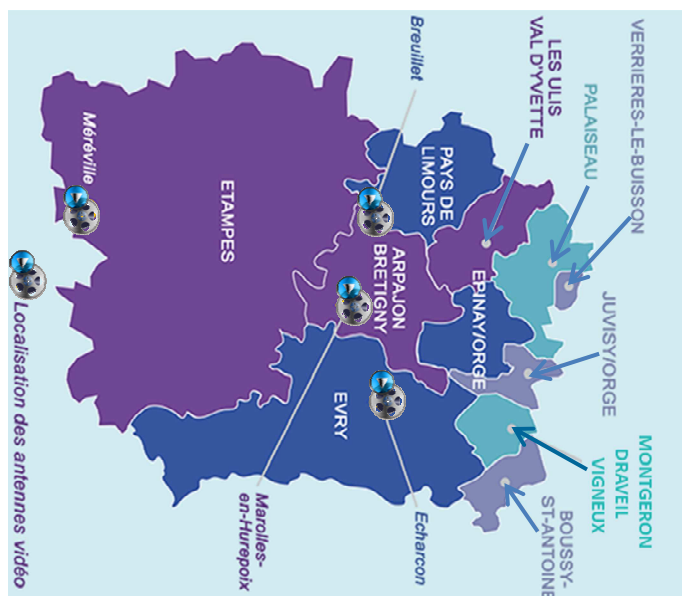 VERRIERES-LE-BUISSON
PALAISEAU
LES ULIS
VAL D'YVETTE
JUVISY/ORGE
MONTGERON
DRAVEIL
VIGNEUX
BOUSSY-
ST-ANTOINE
EPINAY/ORGE
PAYS DE
LIMOURS
Breuillet
ARPAJON
BRETIGNY
Echarcon
EVRY
Marolles-
en-Hurepoix
ETAMPES
Méréville
Localisation des antennes vidéo